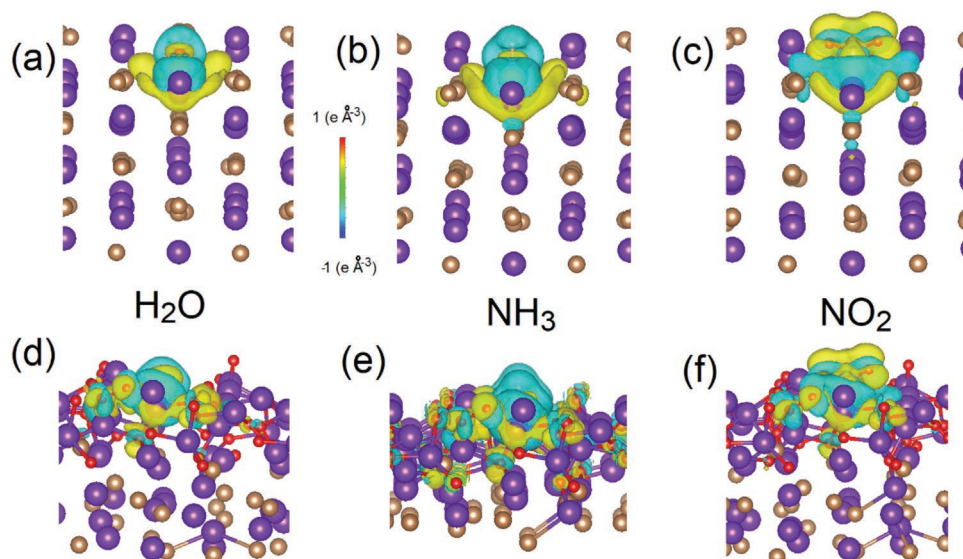 (a)
(b)
(c)
1 (e Å⁻³)
-1 (e Å⁻³)
H₂O
NH₃
NO₂
(d)
(e)
(f)